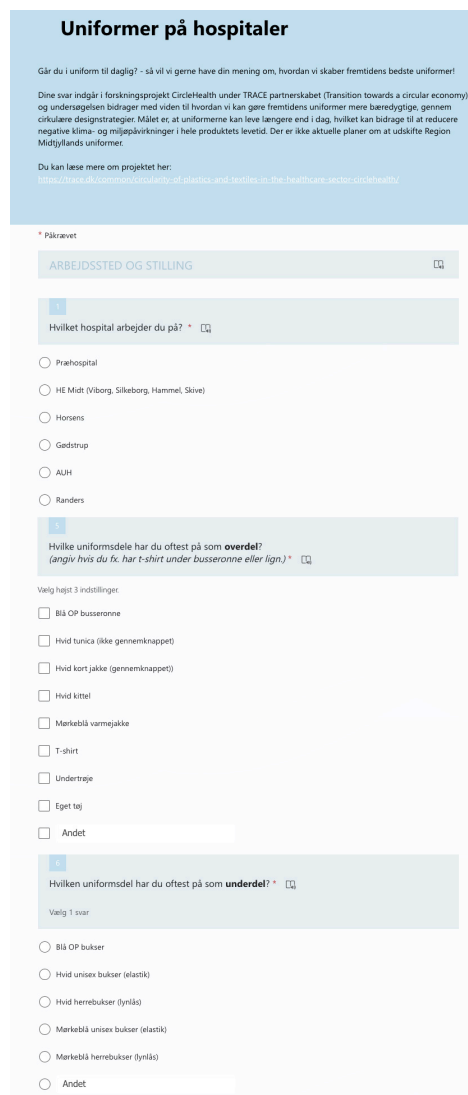 Uniformer på hospitaler
Går du i uniform til daglig? - så vil vi gerne have din mening om, hvordan vi skaber fremtidens bedste uniformer!
Dine svar indgår i forskningsprojekt CircleHealth under TRACE partnerskabet (Transition towards a circular economy)
og undersøgelsen bidrager med viden til hvordan vi kan gøre fremtidens uniformer mere bæredygtige, gennem
cirkulære designstrategier. Målet er, at uniformerne kan leve længere end i dag, hvilket kan bidrage til at reducere
negative klima- og miljøpåvirkninger i hele produktets levetid. Der er ikke aktuelle planer om at udskifte Region
Midtjyllands uniformer.
Du kan læse mere om projektet her:
https://trace.dk/common/circularity-of-plastics-and-textiles-in-the-healthcare-sector-circlehealth/
* Påkrævet
ARBEJDSSTED OG STILLING
1
Hvilket hospital arbejder du på? *
Præhospital
HE Midt (Viborg, Silkeborg, Hammel, Skive)
Horsens
Gødstrup
AUH
Randers
5
Hvilke uniformsdele har du oftest på som overdel?
(angiv hvis du fx. har t-shirt under busseronne eller lign.) *
Vælg højst 3 indstillinger.
Blå OP busseronne
Hvid tunica (ikke gennemknappet)
Hvid kort jakke (gennemknappet))
Hvid kittel
Mørkeblå varmejakke
T-shirt
Undertrøje
Eget tøj
Andet
6
Hvilken uniformsdel har du oftest på som underdel? *
Vælg 1 svar
Blå OP bukser
Hvid unisex bukser (elastik)
Hvid herrebukser (lynlås)
Mørkeblå unisex bukser (elastik)
Mørkeblå herrebukser (lynlås)
Andet